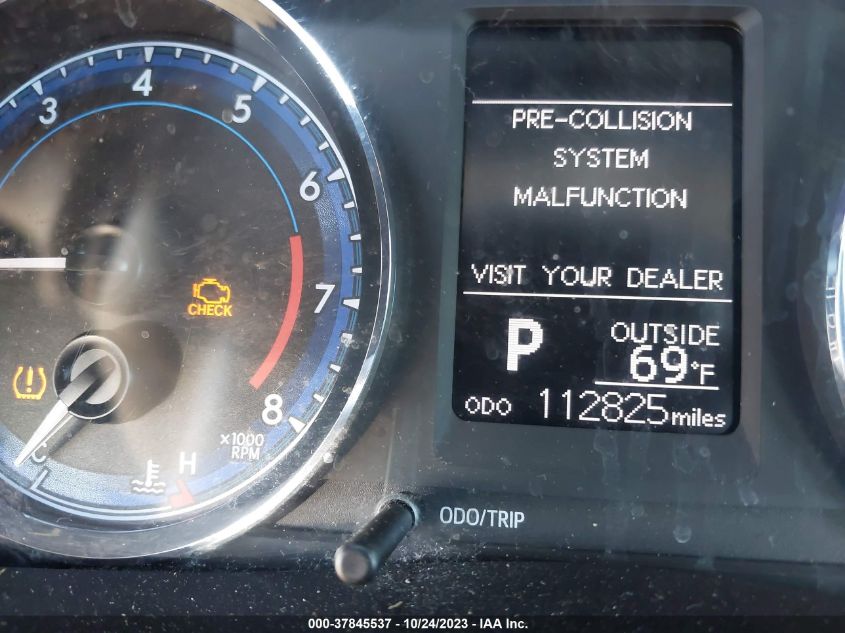 3
4
5
6
7
8
x1000
RPM
CHECK
C
H
PRE-COLLISION
SYSTEM
MALFUNCTION
VISIT YOUR DEALER
P
OUTSIDE
69°F
ODO 112825 miles
ODO/TRIP
000-37845537 - 10/24/2023 - IAA Inc.